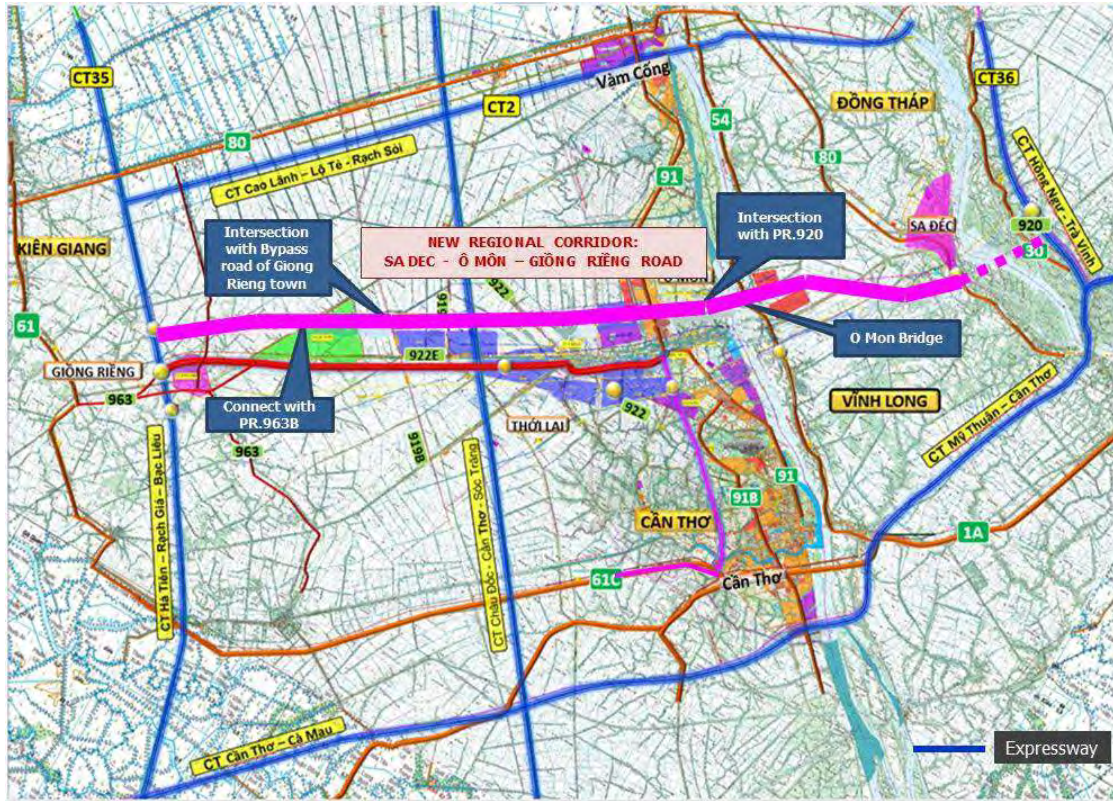 CT35
Vàm Cống
CT36
ĐỒNG THÁP
CT2
54
80
80
CT Cao Lãnh – Lộ Tẻ - Rạch Sỏi
91
CT Hồng Ngự - Trà Vinh
Intersection
with Bypass
road of Giong
Rieng town
NEW REGIONAL CORRIDOR:
SA DEC - Ô MÔN – GIỒNG RIỀNG ROAD
Intersection
with PR.920
SA ĐÉC
920
KIÊN GIANG
922
919B
61
922E
O Mon Bridge
GIỒNG RIỀNG
963
Connect with
PR.963B
922
VĨNH LONG
THỚI LAI
963
919B
CT Mỹ Thuận – Cần Thơ
CT Hà Tiên – Rạch Giá – Bạc Liêu
CT Châu Đốc - Cần Thơ - Sóc Trăng
91
91B
CẦN THƠ
1A
61C
Cần Thơ
CT Cần Thơ – Cà Mau
Expressway